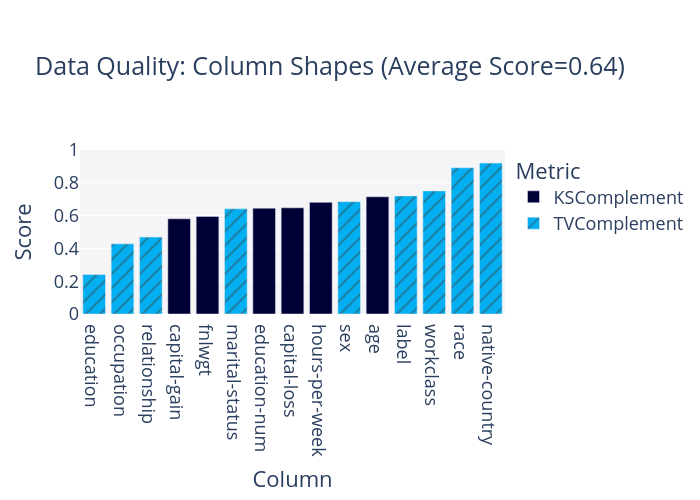 Data Quality: Column Shapes (Average Score=0.64)
Metric
KSComplement
TVComplement
Score
1
0.8
0.6
0.4
0.2
0
education
occupation
relationship
capital-gain
fnlwgt
marital-status
education-num
capital-loss
hours-per-week
sex
age
label
workclass
race
native-country
Column